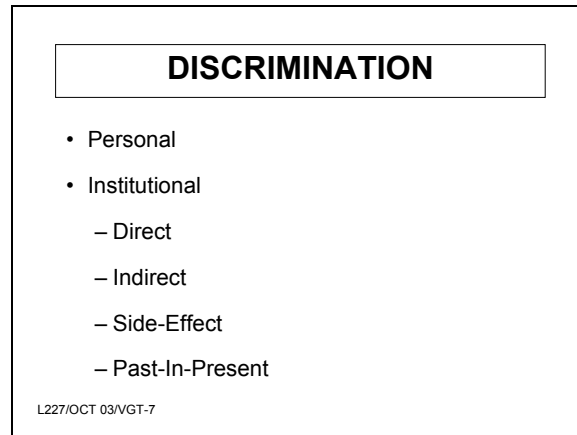 DISCRIMINATION
• Personal
• Institutional
– Direct
– Indirect
– Side-Effect
– Past-In-Present
L227/OCT 03/VGT-7